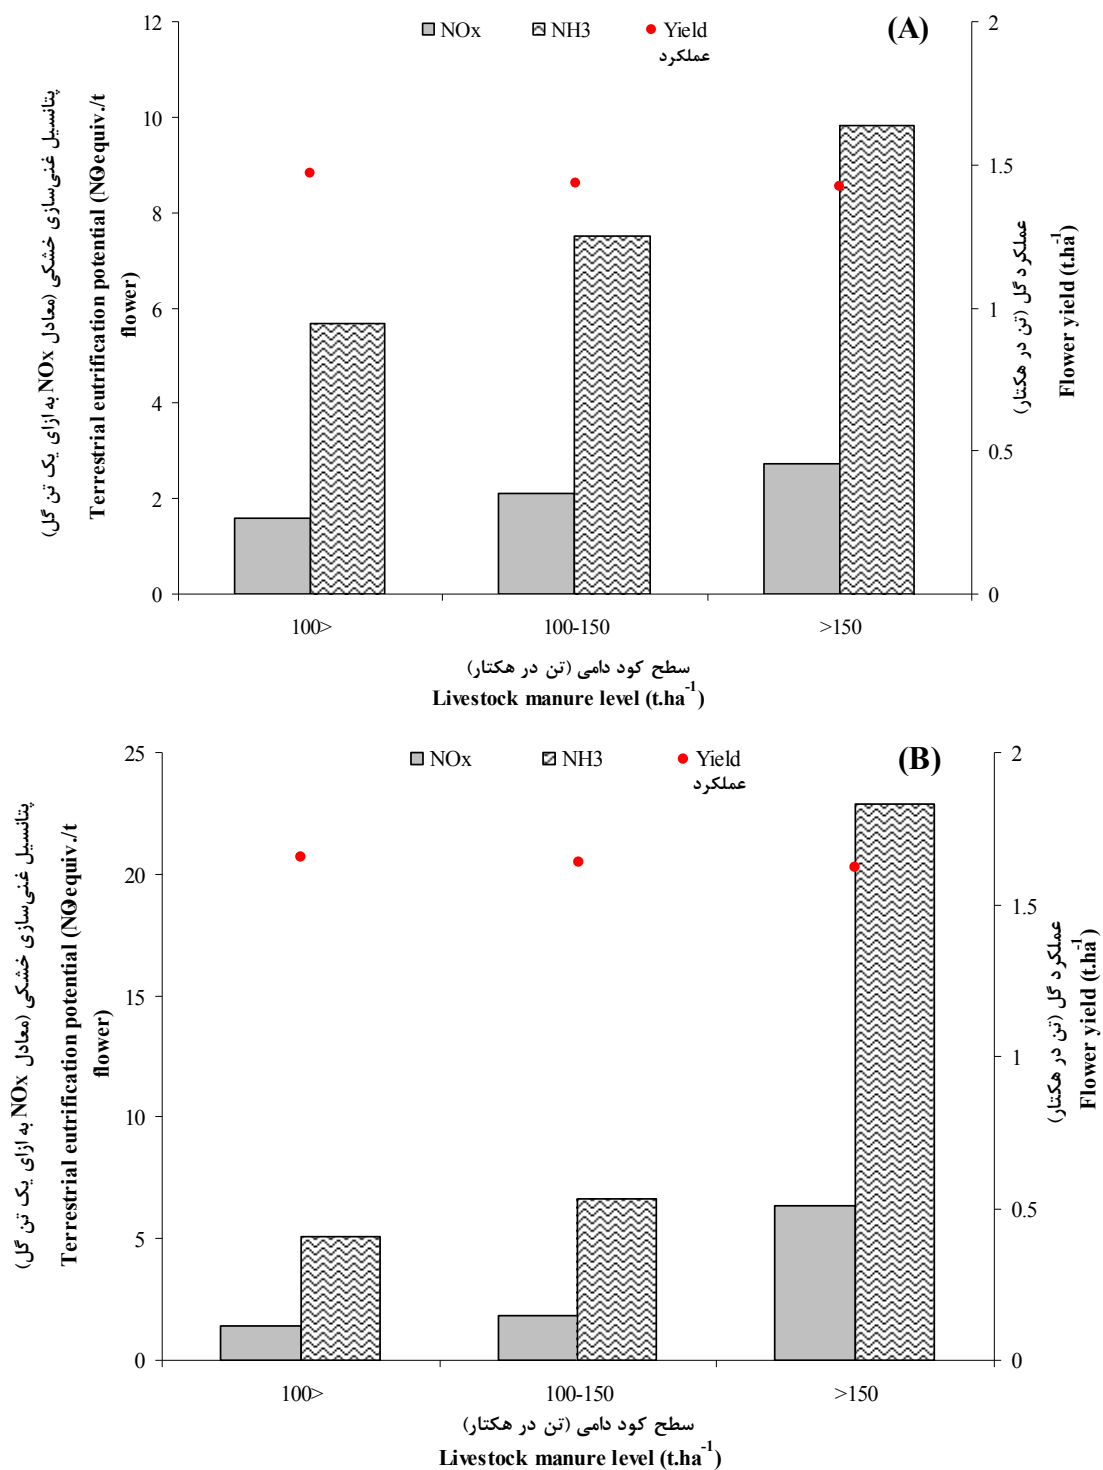 (A)
NOx NH3 Yield
عملکرد
12
10
8
6
4
2
0
2
1.5
1
0.5
0
پتانسیل غنی‌سازی خشکی (معادل NOx به ازای یک تن گل)
Terrestrial eutrification potential (NOx equiv./t
flower)
عملکرد گل (تن در هکتار)
Flower yield (t.ha-1)
100> 100-150 >150
سطح کود دامی (تن در هکتار)
Livestock manure level (t.ha-1)
(B)
NOx NH3 Yield
عملکرد
25
20
15
10
5
0
2
1.5
1
0.5
0
پتانسیل غنی‌سازی خشکی (معادل NOx به ازای یک تن گل)
Terrestrial eutrification potential (NOx equiv./t
flower)
عملکرد گل (تن در هکتار)
Flower yield (t.ha-1)
100> 100-150 >150
سطح کود دامی (تن در هکتار)
Livestock manure level (t.ha-1)